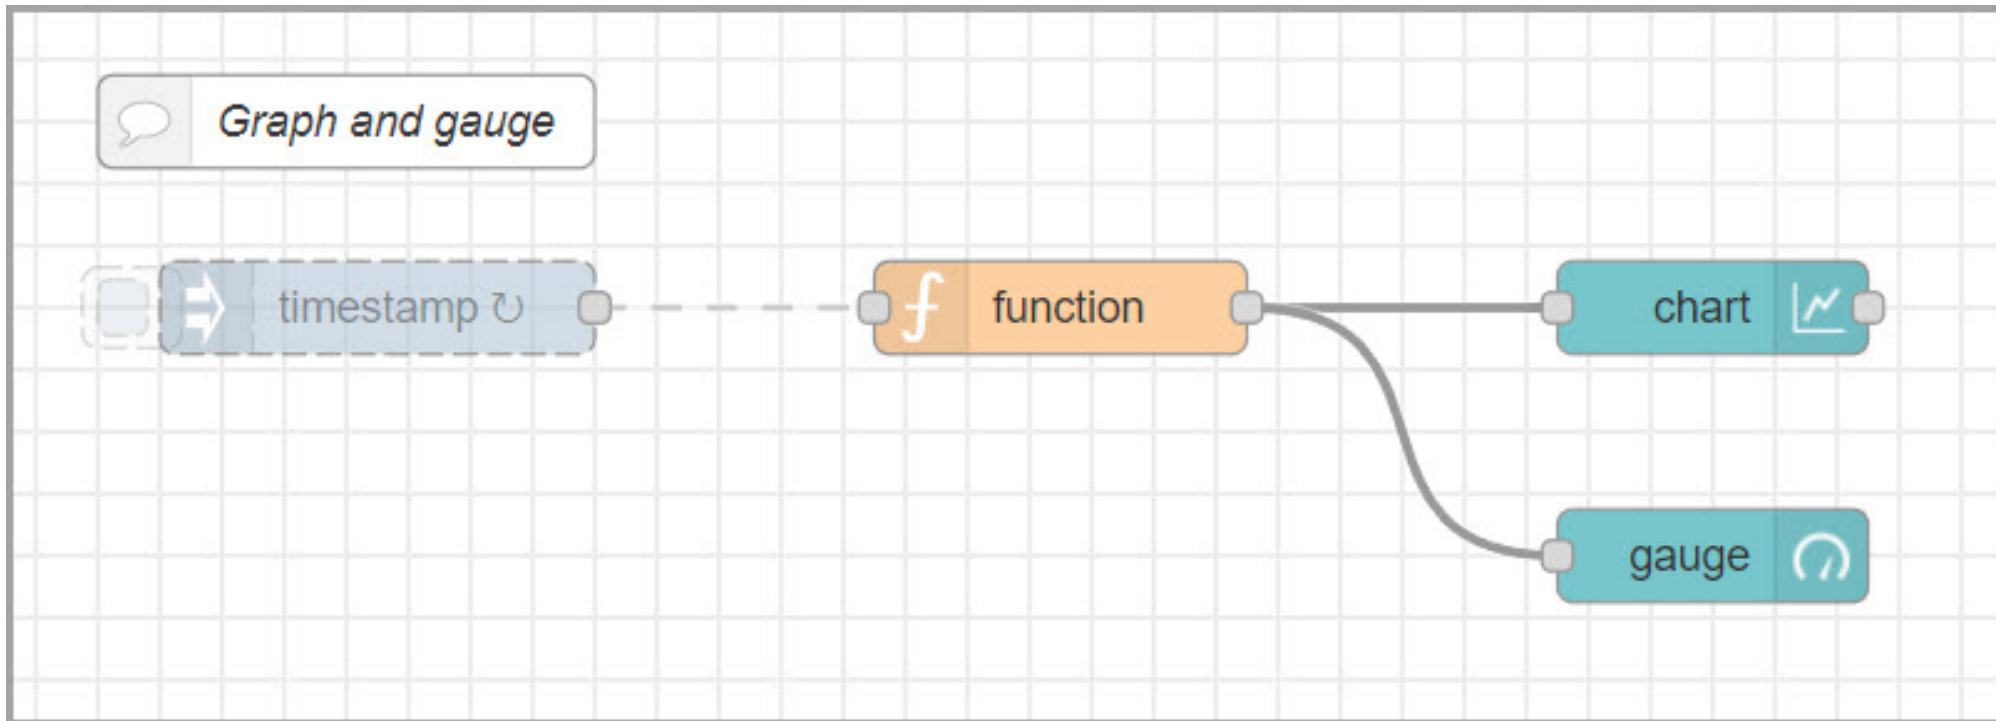 Graph and gauge
timestamp ↻
function
chart
gauge